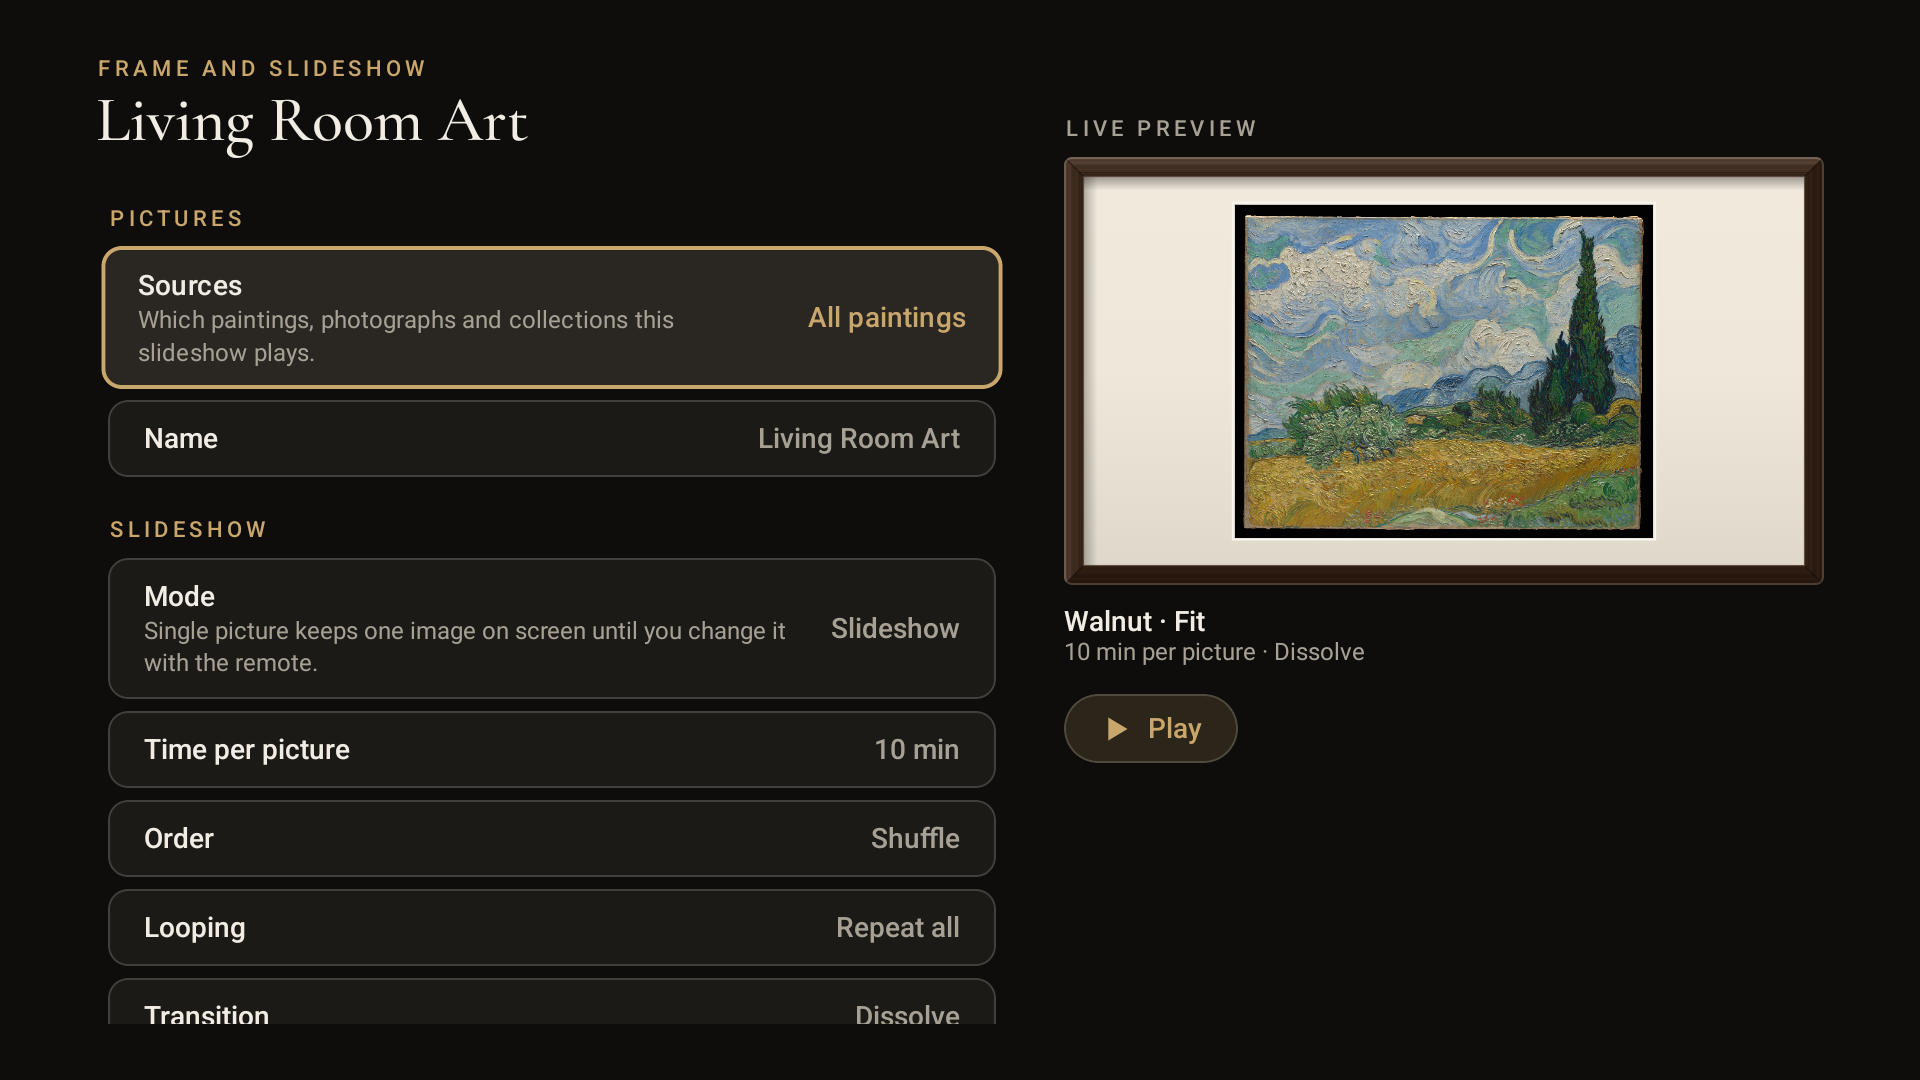 FRAME AND SLIDESHOW
Living Room Art
PICTURES
Sources
Which paintings, photographs and collections this
slideshow plays.
All paintings
Name
Living Room Art
SLIDESHOW
Mode
Single picture keeps one image on screen until you change it
with the remote.
Slideshow
Time per picture
10 min
Order
Shuffle
Looping
Repeat all
Transition
Dissolve
LIVE PREVIEW
Walnut · Fit
10 min per picture · Dissolve
Play